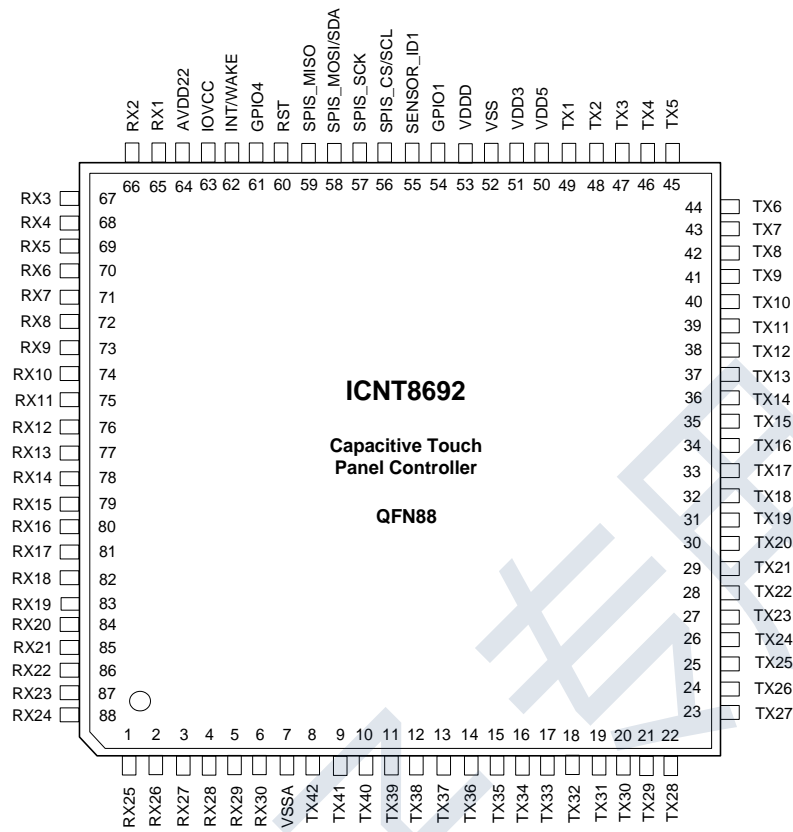 RX2
RX1
AVDD22
IOVCC
INT/WAKE
GPIO4
RST
SPIS_MISO
SPIS_MOSI/SDA
SPIS_SCK
SPIS_CS/SCL
SENSOR_ID1
GPIO1
VDDD
VSS
VDD3
VDD5
TX1
TX2
TX3
TX4
TX5
66 65 64 63 62 61 60 59 58 57 56 55 54 53 52 51 50 49 48 47 46 45
RX3 67
RX4 68
RX5 69
RX6 70
RX7 71
RX8 72
RX9 73
RX10 74
RX11 75
RX12 76
RX13 77
RX14 78
RX15 79
RX16 80
RX17 81
RX18 82
RX19 83
RX20 84
RX21 85
RX22 86
RX23 87
RX24 88
ICNT8692
Capacitive Touch
Panel Controller
QFN88
44 TX6
43 TX7
42 TX8
41 TX9
40 TX10
39 TX11
38 TX12
37 TX13
36 TX14
35 TX15
34 TX16
33 TX17
32 TX18
31 TX19
30 TX20
29 TX21
28 TX22
27 TX23
26 TX24
25 TX25
24 TX26
23 TX27
1 2 3 4 5 6 7 8 9 10 11 12 13 14 15 16 17 18 19 20 21 22
RX25
RX26
RX27
RX28
RX29
RX30
VSSA
TX42
TX41
TX40
TX39
TX38
TX37
TX36
TX35
TX34
TX33
TX32
TX31
TX30
TX29
TX28